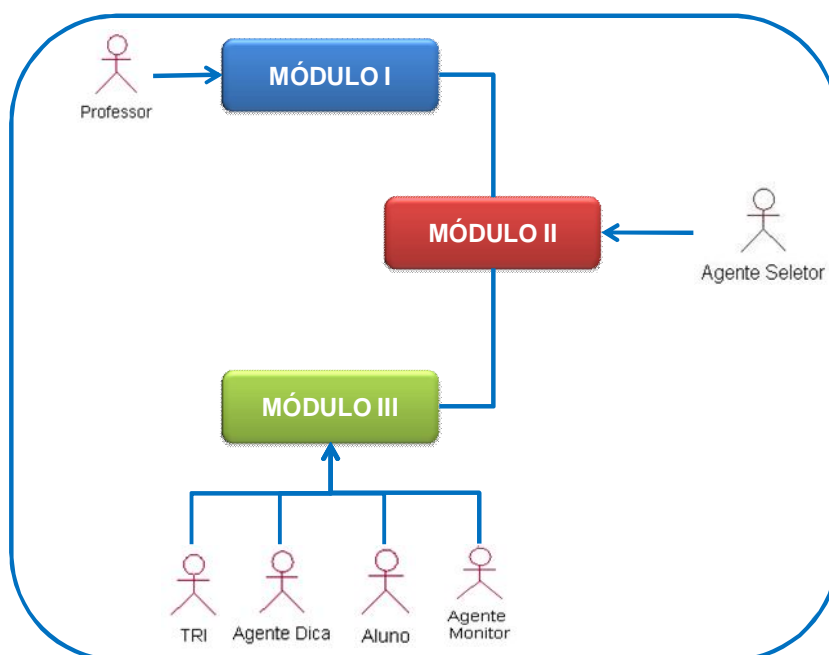 MÓDULO I
Professor
MÓDULO II
Agente Seletor
MÓDULO III
TRI
Agente Dica
Aluno
Agente
Monitor